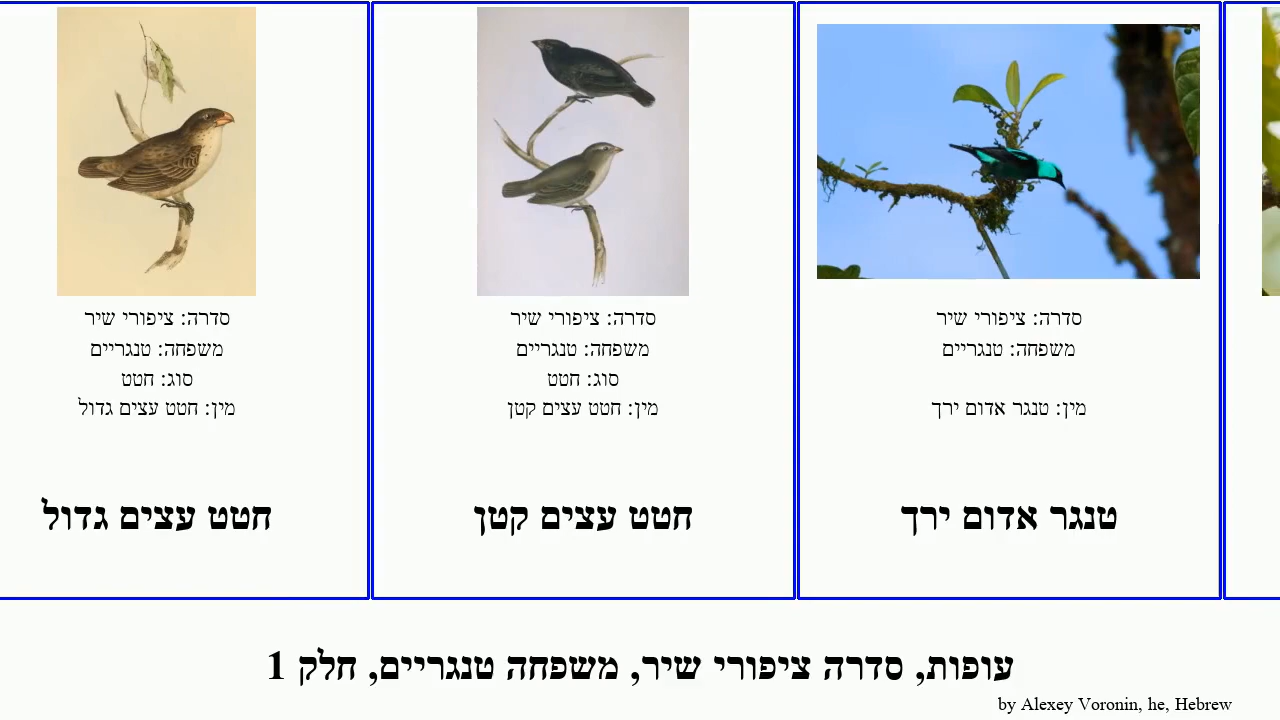 סדרה: ציפורי שיר
משפחה: טנגריים
מין: טנגר אדום ירך
טנגר אדום ירך
סדרה: ציפורי שיר
משפחה: טנגריים
סוג: חטט
מין: חטט עצים קטן
חטט עצים קטן
סדרה: ציפורי שיר
משפחה: טנגריים
סוג: חטט
מין: חטט עצים גדול
חטט עצים גדול
עופות, סדרה ציפורי שיר, משפחה טנגריים, חלק 1
by Alexey Voronin, he, Hebrew